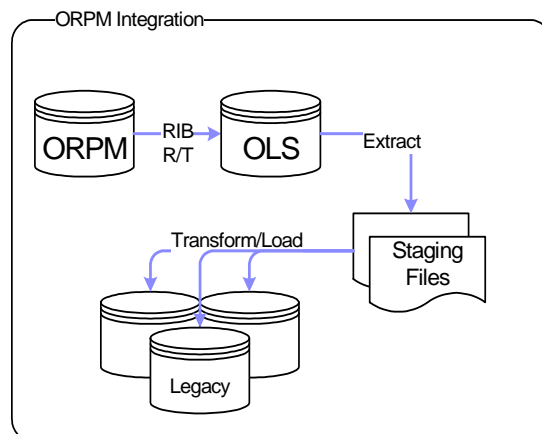 ORPM Integration
ORPM
RIB
R/T
OLS
Extract
Staging
Files
Transform/Load
Legacy